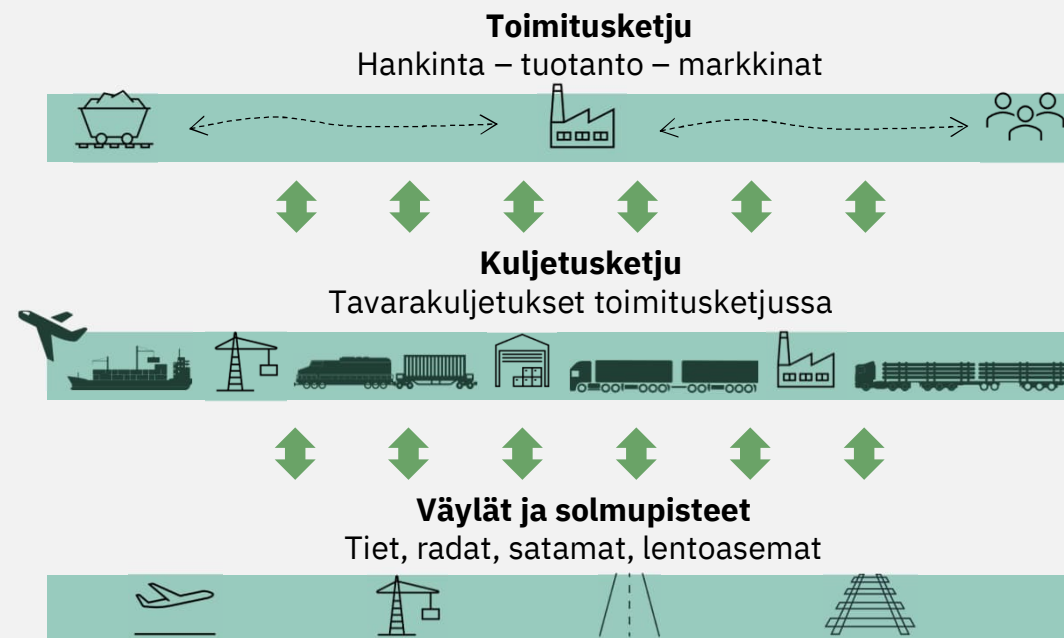 Toimitusketju
Hankinta – tuotanto – markkinat
Kuljetusketju
Tavarakuljetukset toimitusketjussa
Väylät ja solmupisteet
Tiet, radat, satamat, lentoasemat